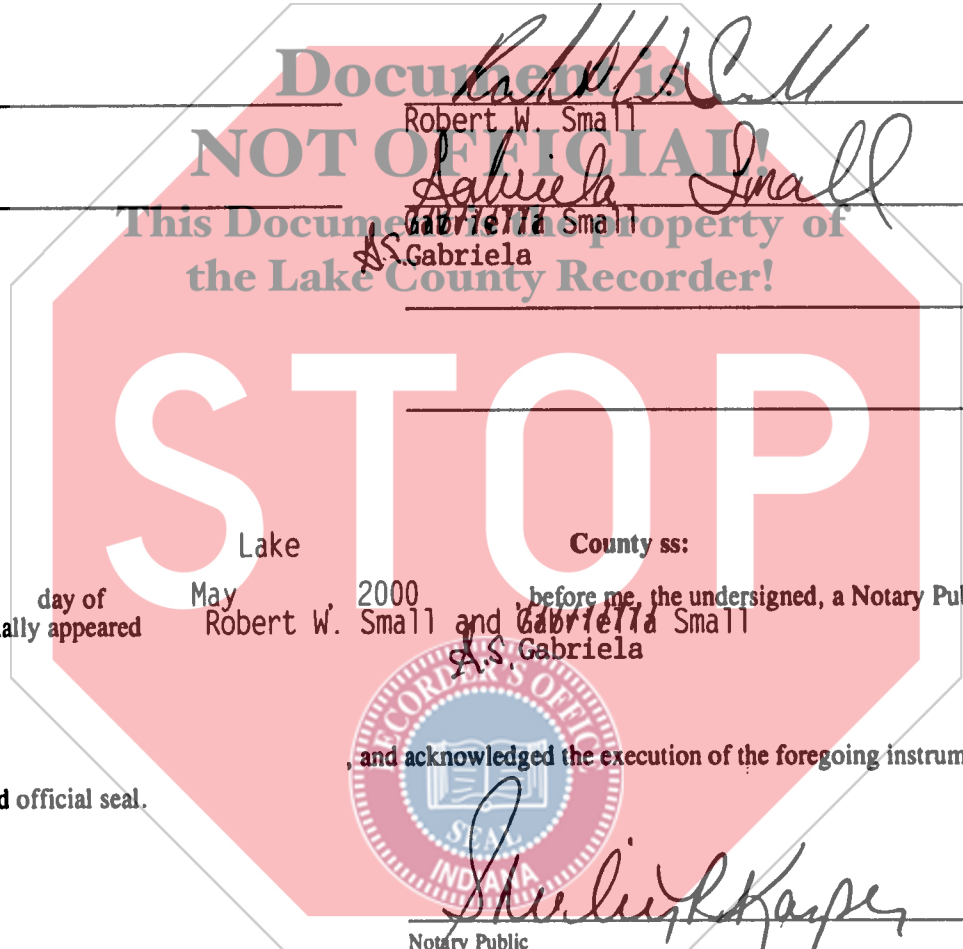 Document is
NOT OFFICIAL!
This Document is the property of
the Lake County Recorder!
STOP
Robert W. Small
Gabriela Small
Gabriella Small
Gabriela
Lake County ss:
day of May , 2000 , before me, the undersigned, a Notary Pub
ally appeared Robert W. Small and Gabriella Small
Gabriela
, and acknowledged the execution of the foregoing instrum
d official seal.
RECORDER'S OFFICE
SEAL
INDIANA
Notary Public